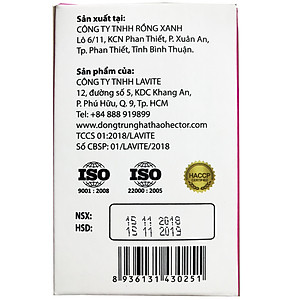 Sản xuất tại:
CÔNG TY TNHH RỒNG XANH
Lô 6/11, KCN Phan Thiết, P. Xuân An,
Tp. Phan Thiết, Tỉnh Bình Thuận.
Sản phẩm của:
CÔNG TY TNHH LAVITE
12, đường số 5, KDC Khang An,
P. Phú Hữu, Q. 9, Tp. HCM
Tel: +84 888 919899
www.dongtrunghathaohector.com
TCCS 01:2018/LAVITE
Số CBSP: 01/LAVITE/2018
ISO
9001 : 2008
ISO
22000 : 2005
HACCP
CERTIFIED
NSX: 15 11 2018
HSD: 15 11 2019
8 936131 430251